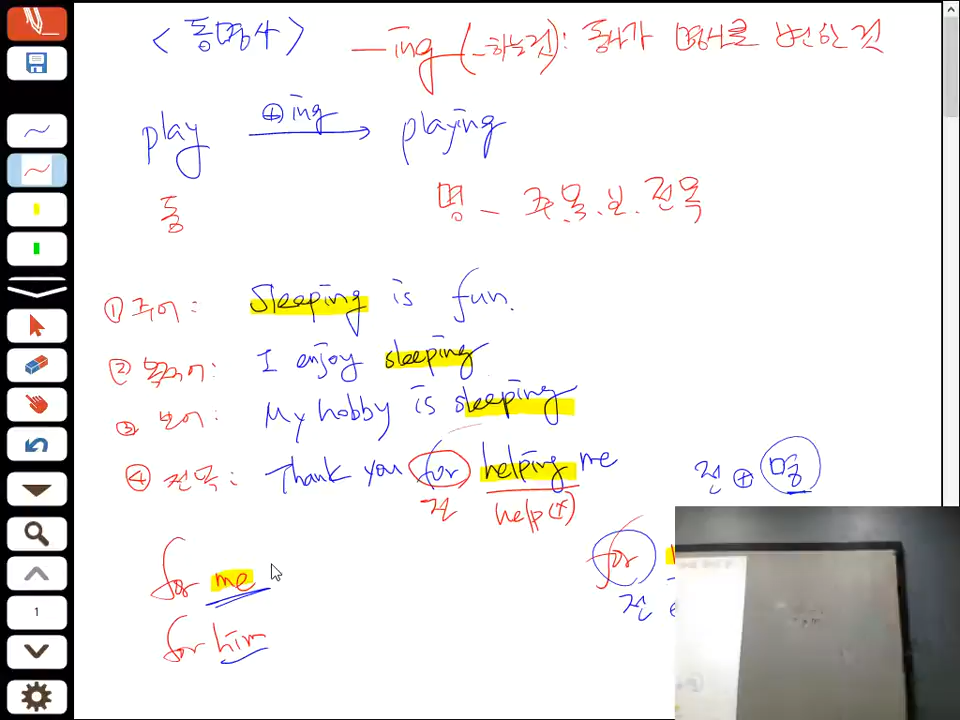 < 동명사 > —ing (~하는것): 동사가 명사로 변한 것
play ⊕ing → playing
동 명 — 주.목.보.전목
① 주어: Sleeping is fun.
② 목적어: I enjoy sleeping
③ 보어: My hobby is sleeping
④ 전목: Thank you for helping me 전 ⊕ 명
전 help(x)
for me for
for him 전
1